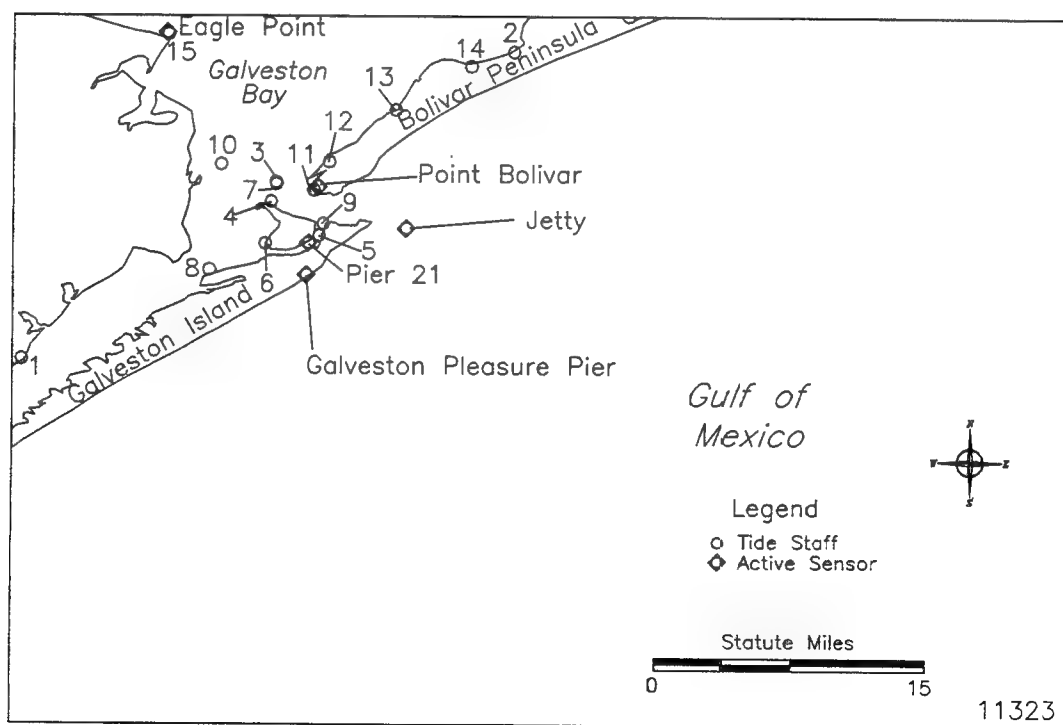 Eagle Point
15
Galveston
Bay
2
14
13
Bolivar Peninsula
12
10
3
11
7
Point Bolivar
4
9
Jetty
5
8
6
Pier 21
Galveston Island
1
Galveston Pleasure Pier
Gulf of
Mexico
N
W E
S
Legend
Tide Staff
Active Sensor
Statute Miles
0 15
11323